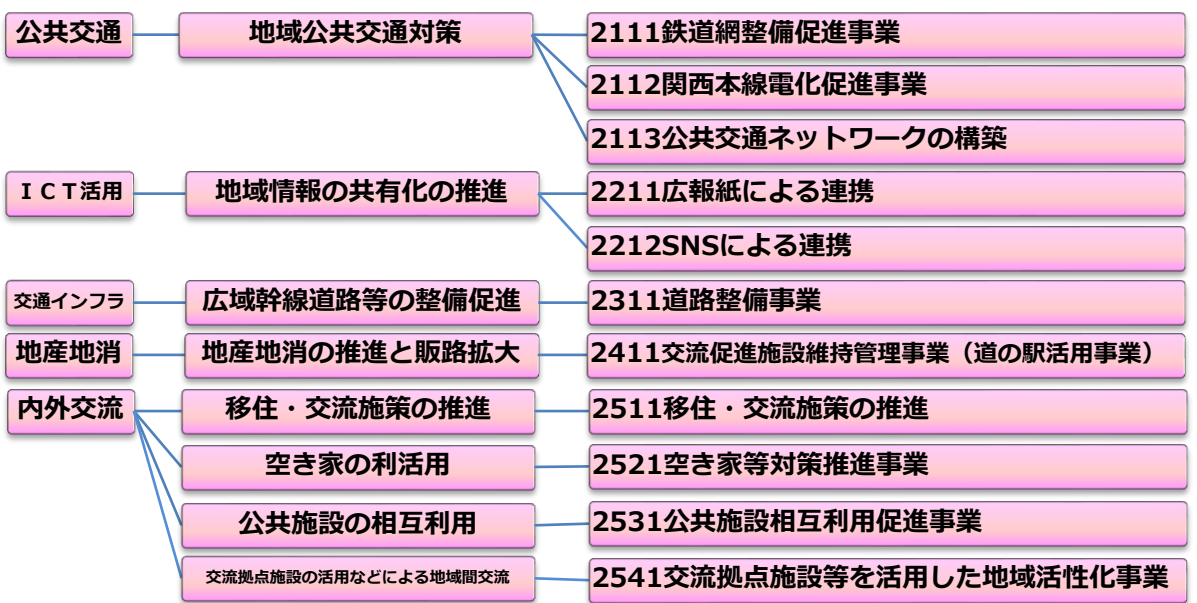 公共交通
地域公共交通対策
2111鉄道網整備促進事業
2112関西本線電化促進事業
2113公共交通ネットワークの構築
ＩＣＴ活用
地域情報の共有化の推進
2211広報紙による連携
2212SNSによる連携
交通インフラ
広域幹線道路等の整備促進
2311道路整備事業
地産地消
地産地消の推進と販路拡大
2411交流促進施設維持管理事業（道の駅活用事業）
内外交流
移住・交流施策の推進
2511移住・交流施策の推進
空き家の利活用
2521空き家等対策推進事業
公共施設の相互利用
2531公共施設相互利用促進事業
交流拠点施設の活用などによる地域間交流
2541交流拠点施設等を活用した地域活性化事業